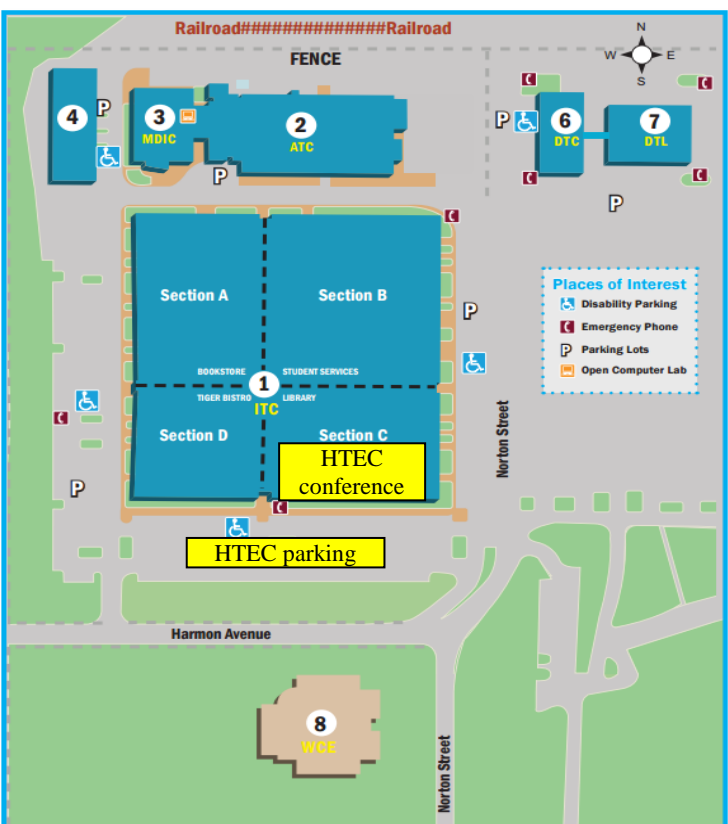 Railroad##############Railroad
FENCE
N
W E
S
4
P
3
MDIC
2
ATC
P
P
6
DTC
7
DTL
P
Section A
Section B
P
Places of Interest
Disability Parking
Emergency Phone
P Parking Lots
Open Computer Lab
BOOKSTORE
STUDENT SERVICES
1
TIGER BISTRO
LIBRARY
ITC
Section D
Section C
HTEC
conference
P
Norton Street
HTEC parking
Harmon Avenue
8
WCE
Norton Street